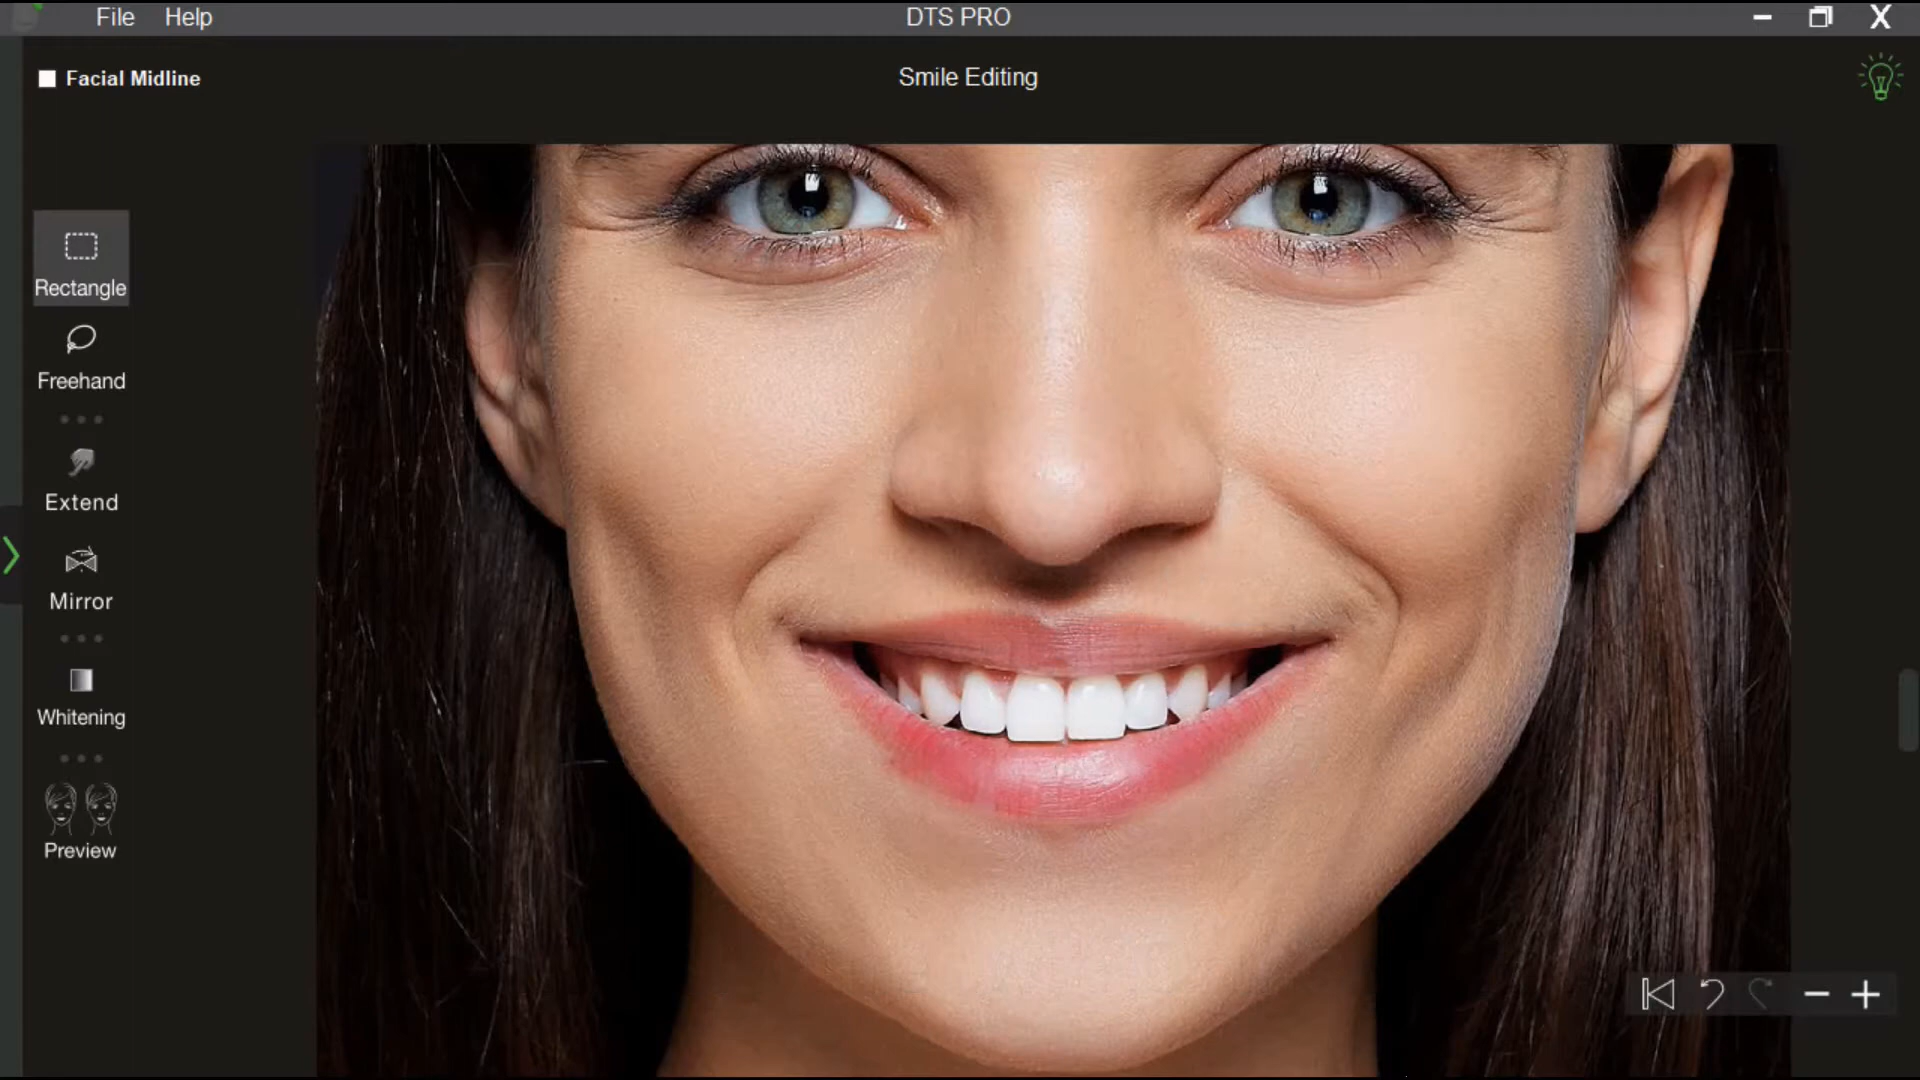 File Help
DTS PRO
Facial Midline
Smile Editing
Rectangle
Freehand
Extend
Mirror
Whitening
Preview